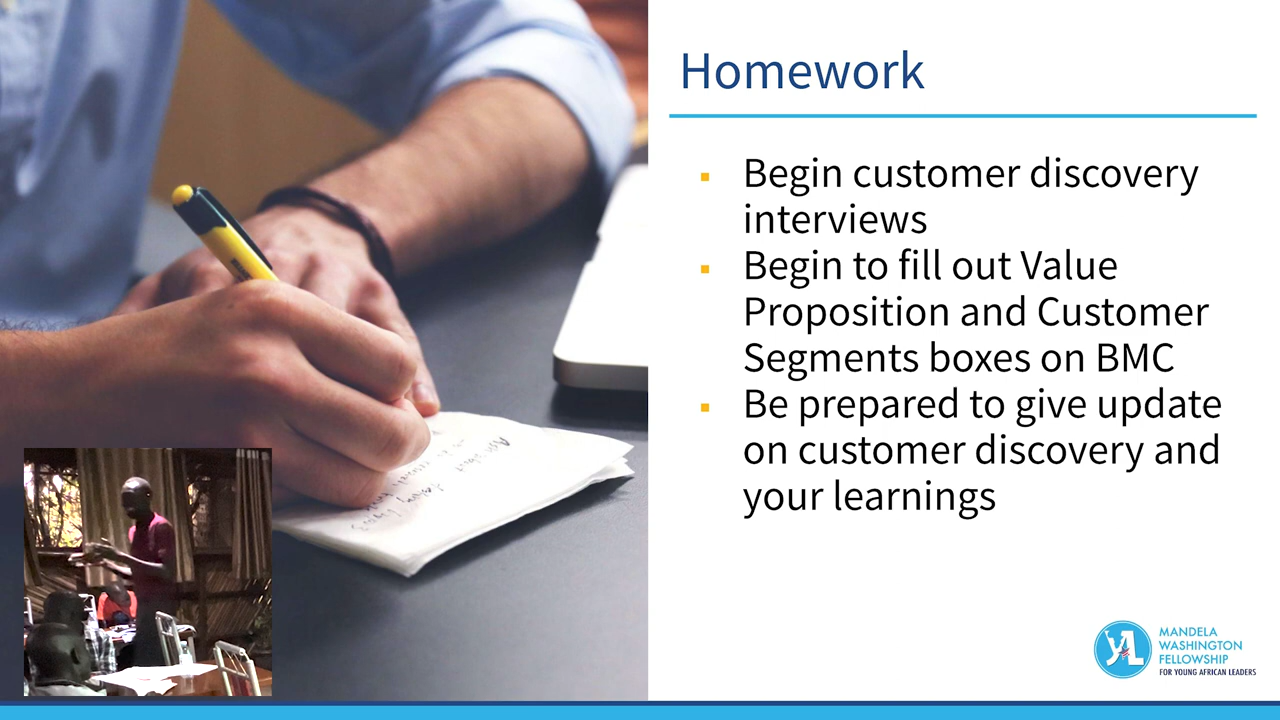 Homework
Begin customer discovery
interviews
Begin to fill out Value
Proposition and Customer
Segments boxes on BMC
Be prepared to give update
on customer discovery and
your learnings
YAL
MANDELA
WASHINGTON
FELLOWSHIP
FOR YOUNG AFRICAN LEADERS